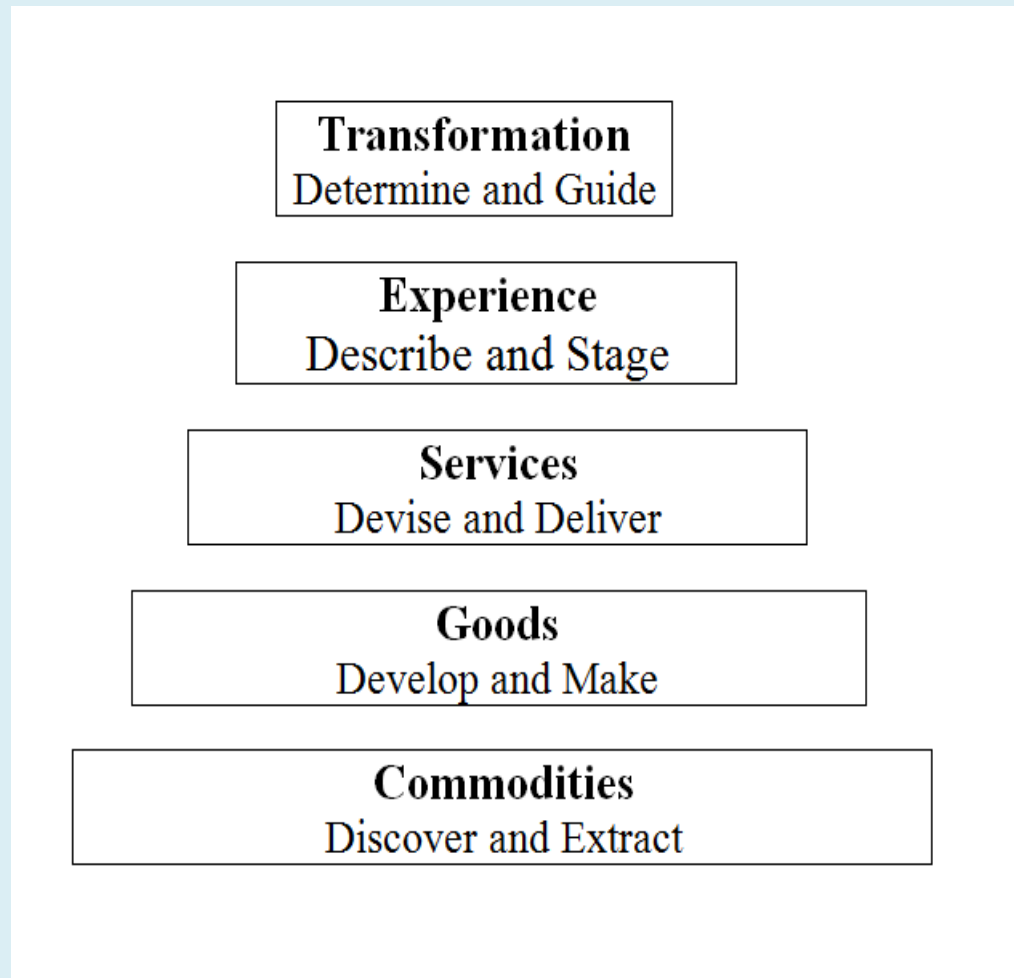 Transformation
Determine and Guide
Experience
Describe and Stage
Services
Devise and Deliver
Goods
Develop and Make
Commodities
Discover and Extract